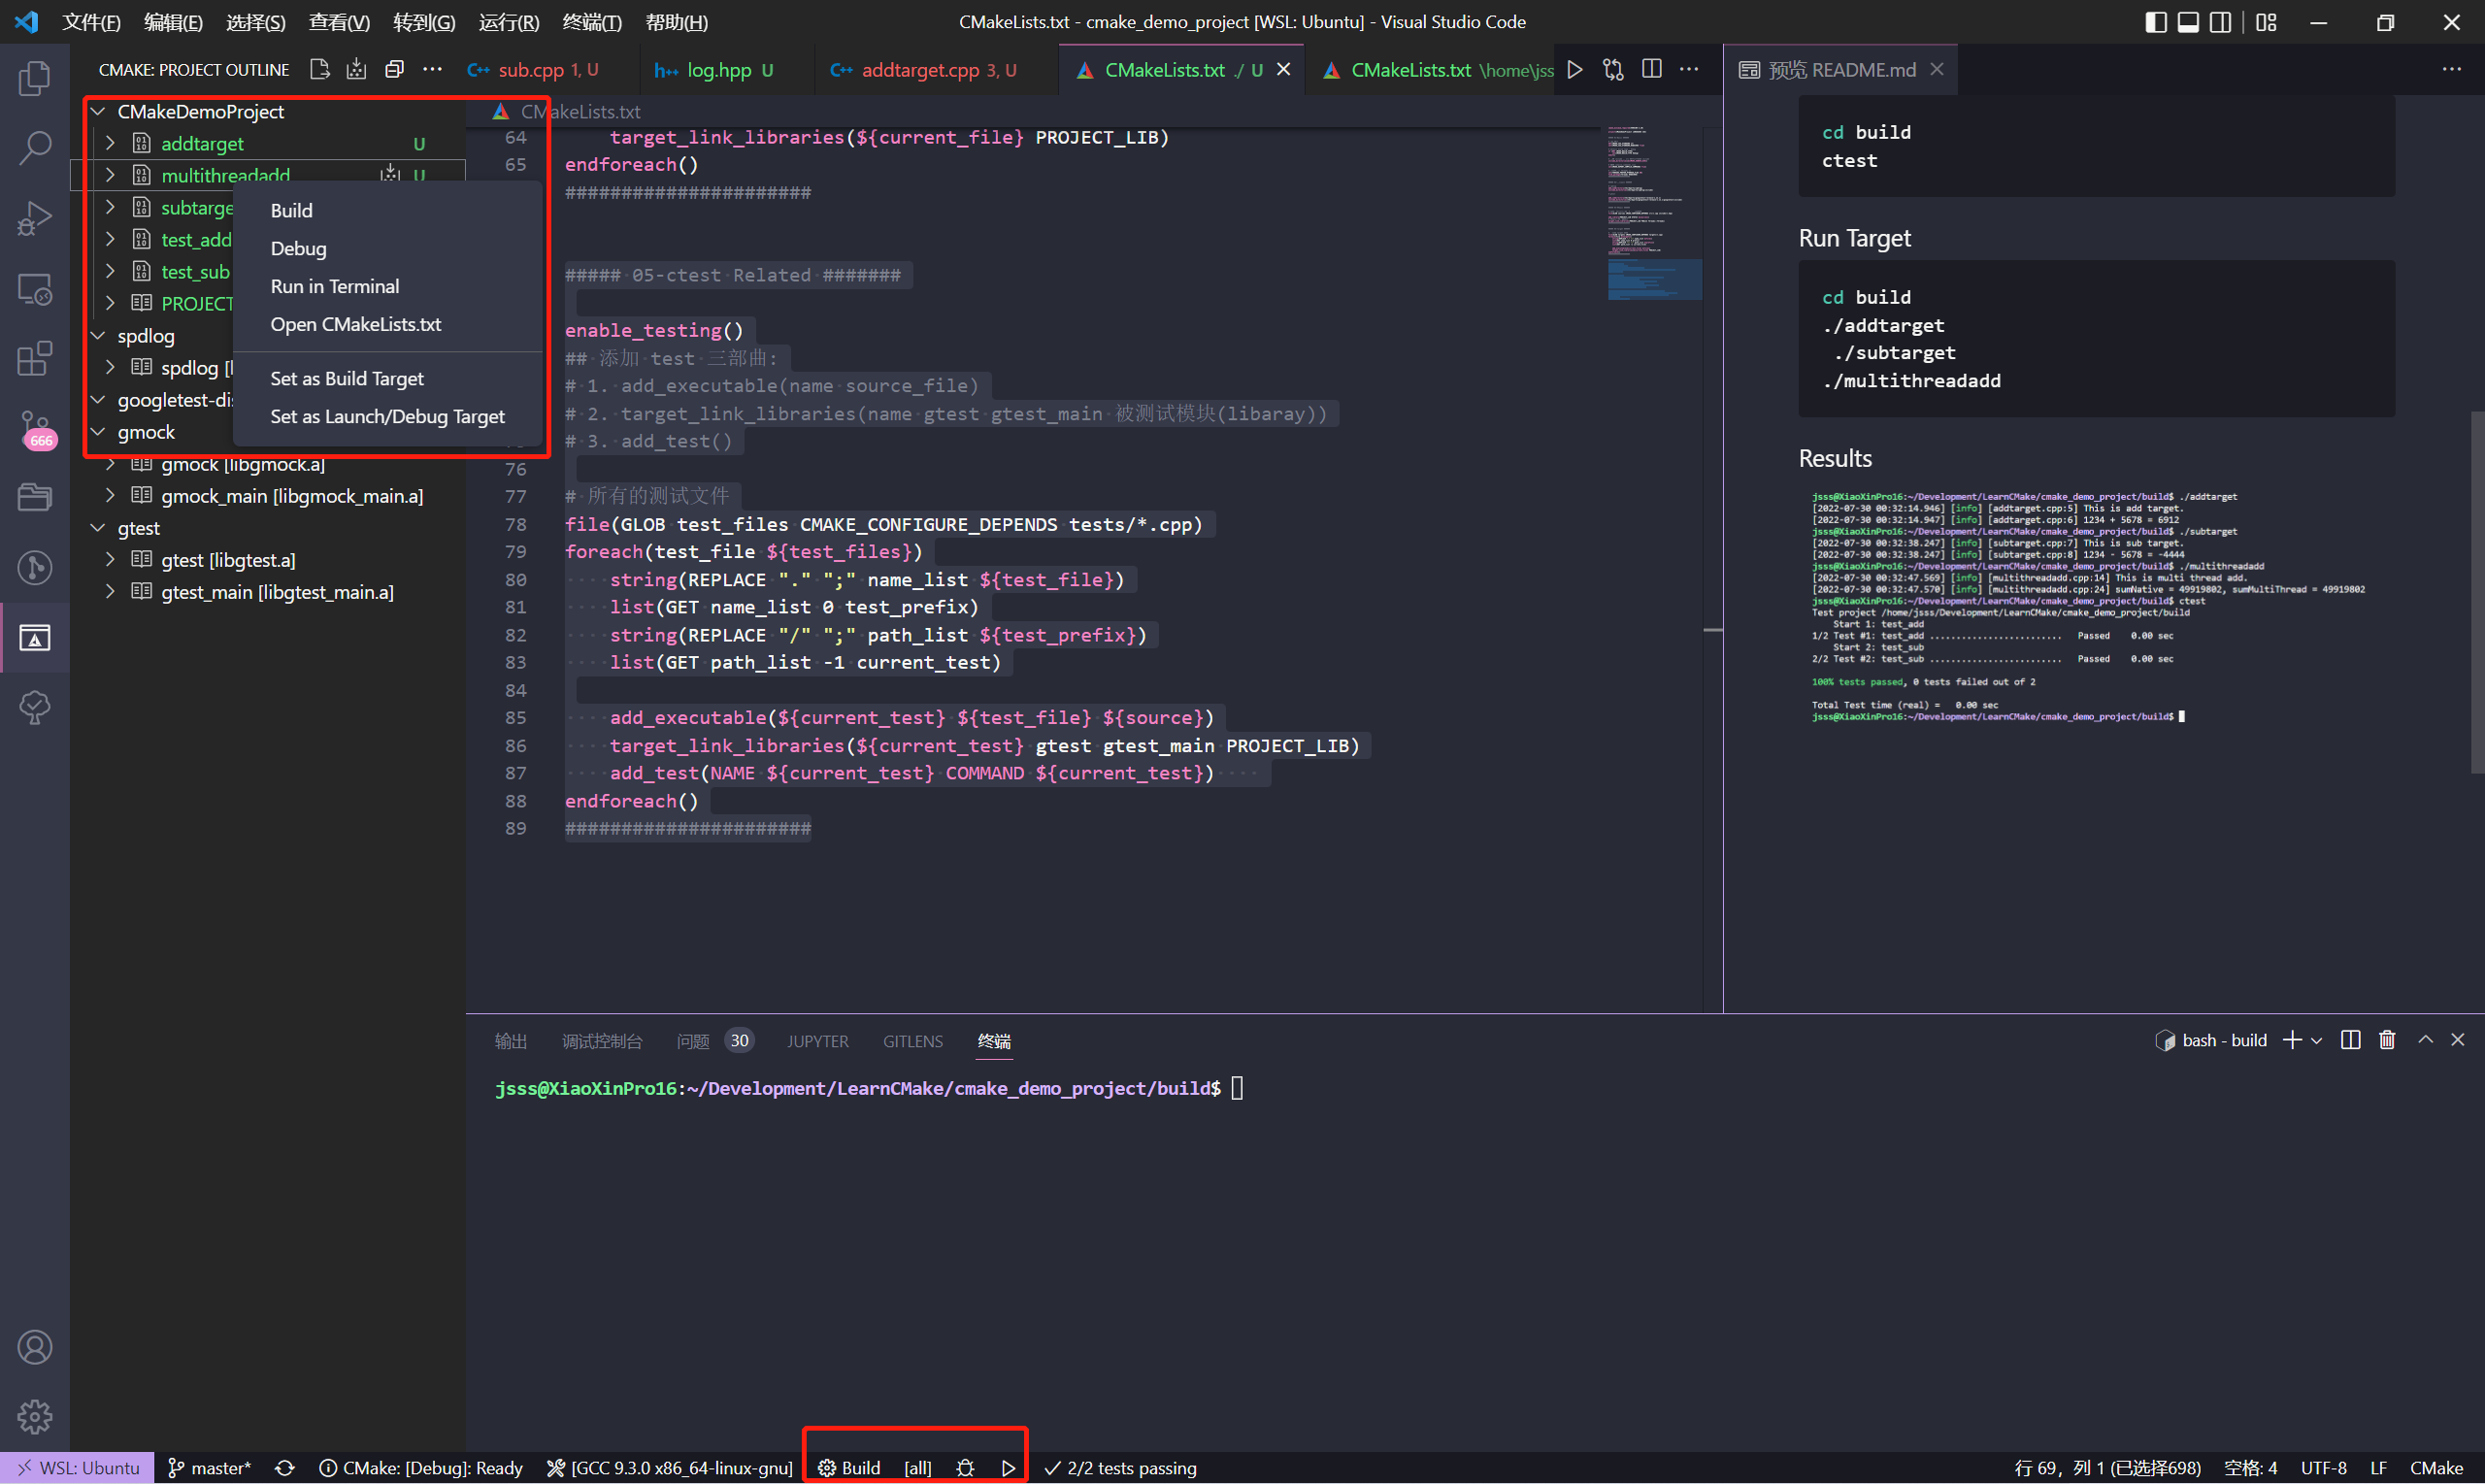 文件(F) 编辑(E) 选择(S) 查看(V) 转到(G) 运行(R) 终端(T) 帮助(H) CMakeLists.txt - cmake_demo_project [WSL: Ubuntu] - Visual Studio Code
CMAKE: PROJECT OUTLINE
sub.cpp 1, U
log.hpp U
addtarget.cpp 3, U
CMakeLists.txt ./ U
CMakeLists.txt \home\jss
预览 README.md
CMakeDemoProject
addtarget U
multithreadadd U
subtarge
test_add
test_sub
PROJECT
spdlog
spdlog [l
googletest-dis
gmock
gmock [libgmock.a]
gmock_main [libgmock_main.a]
gtest
gtest [libgtest.a]
gtest_main [libgtest_main.a]
666
Build
Debug
Run in Terminal
Open CMakeLists.txt
Set as Build Target
Set as Launch/Debug Target
CMakeLists.txt
64 target_link_libraries(${current_file} PROJECT_LIB)
65 endforeach()
######################
##### 05-ctest Related #######
enable_testing()
## 添加 test 三部曲:
# 1. add_executable(name source_file)
# 2. target_link_libraries(name gtest gtest_main 被测试模块(libaray))
# 3. add_test()
76
77 # 所有的测试文件
78 file(GLOB test_files CMAKE_CONFIGURE_DEPENDS tests/*.cpp)
79 foreach(test_file ${test_files})
80 string(REPLACE "." ";" name_list ${test_file})
81 list(GET name_list 0 test_prefix)
82 string(REPLACE "/" ";" path_list ${test_prefix})
83 list(GET path_list -1 current_test)
84
85 add_executable(${current_test} ${test_file} ${source})
86 target_link_libraries(${current_test} gtest gtest_main PROJECT_LIB)
87 add_test(NAME ${current_test} COMMAND ${current_test})
88 endforeach()
89 ######################
cd build
ctest
Run Target
cd build
./addtarget
./subtarget
./multithreadadd
Results
jsss@XiaoXinPro16:~/Development/LearnCMake/cmake_demo_project/build$ ./addtarget
[2022-07-30 00:32:14.946] [info] [addtarget.cpp:5] This is add target.
[2022-07-30 00:32:14.947] [info] [addtarget.cpp:6] 1234 + 5678 = 6912
jsss@XiaoXinPro16:~/Development/LearnCMake/cmake_demo_project/build$ ./subtarget
[2022-07-30 00:32:38.247] [info] [subtarget.cpp:7] This is sub target.
[2022-07-30 00:32:38.247] [info] [subtarget.cpp:8] 1234 - 5678 = -4444
jsss@XiaoXinPro16:~/Development/LearnCMake/cmake_demo_project/build$ ./multithreadadd
[2022-07-30 00:32:47.569] [info] [multithreadadd.cpp:14] This is multi thread add.
[2022-07-30 00:32:47.570] [info] [multithreadadd.cpp:24] sumNative = 49919802, sumMultiThread = 49919802
jsss@XiaoXinPro16:~/Development/LearnCMake/cmake_demo_project/build$ ctest
Test project /home/jsss/Development/LearnCMake/cmake_demo_project/build
Start 1: test_add
1/2 Test #1: test_add ......................... Passed 0.00 sec
Start 2: test_sub
2/2 Test #2: test_sub ......................... Passed 0.00 sec
100% tests passed, 0 tests failed out of 2
Total Test time (real) = 0.00 sec
jsss@XiaoXinPro16:~/Development/LearnCMake/cmake_demo_project/build$
输出 调试控制台 问题 30 JUPYTER GITLENS 终端
bash - build
jsss@XiaoXinPro16:~/Development/LearnCMake/cmake_demo_project/build$
WSL: Ubuntu master* CMake: [Debug]: Ready [GCC 9.3.0 x86_64-linux-gnu] Build [all] 2/2 tests passing 行 69，列 1 (已选择698) 空格: 4 UTF-8 LF CMake